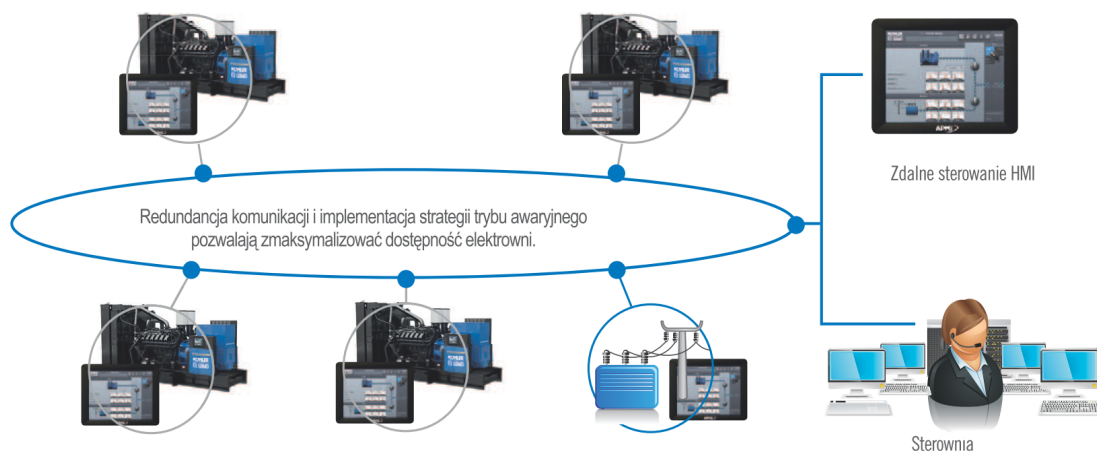 Zdalne sterowanie HMI
Redundancja komunikacji i implementacja strategii trybu awaryjnego
pozwalają zmaksymalizować dostępność elektrowni.
Sterownia